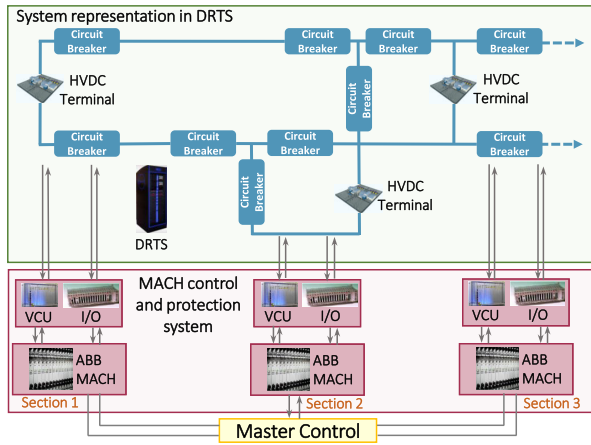 System representation in DRTS
Circuit
Breaker
Circuit
Breaker
Circuit
Breaker
Circuit
Breaker
HVDC
Terminal
Circuit
Breaker
HVDC
Terminal
Circuit
Breaker
Circuit
Breaker
Circuit
Breaker
Circuit
Breaker
Circuit
Breaker
HVDC
Terminal
DRTS
MACH control
and protection
system
VCU I/O
VCU I/O
VCU I/O
ABB
MACH
ABB
MACH
ABB
MACH
Section 1
Section 2
Section 3
Master Control